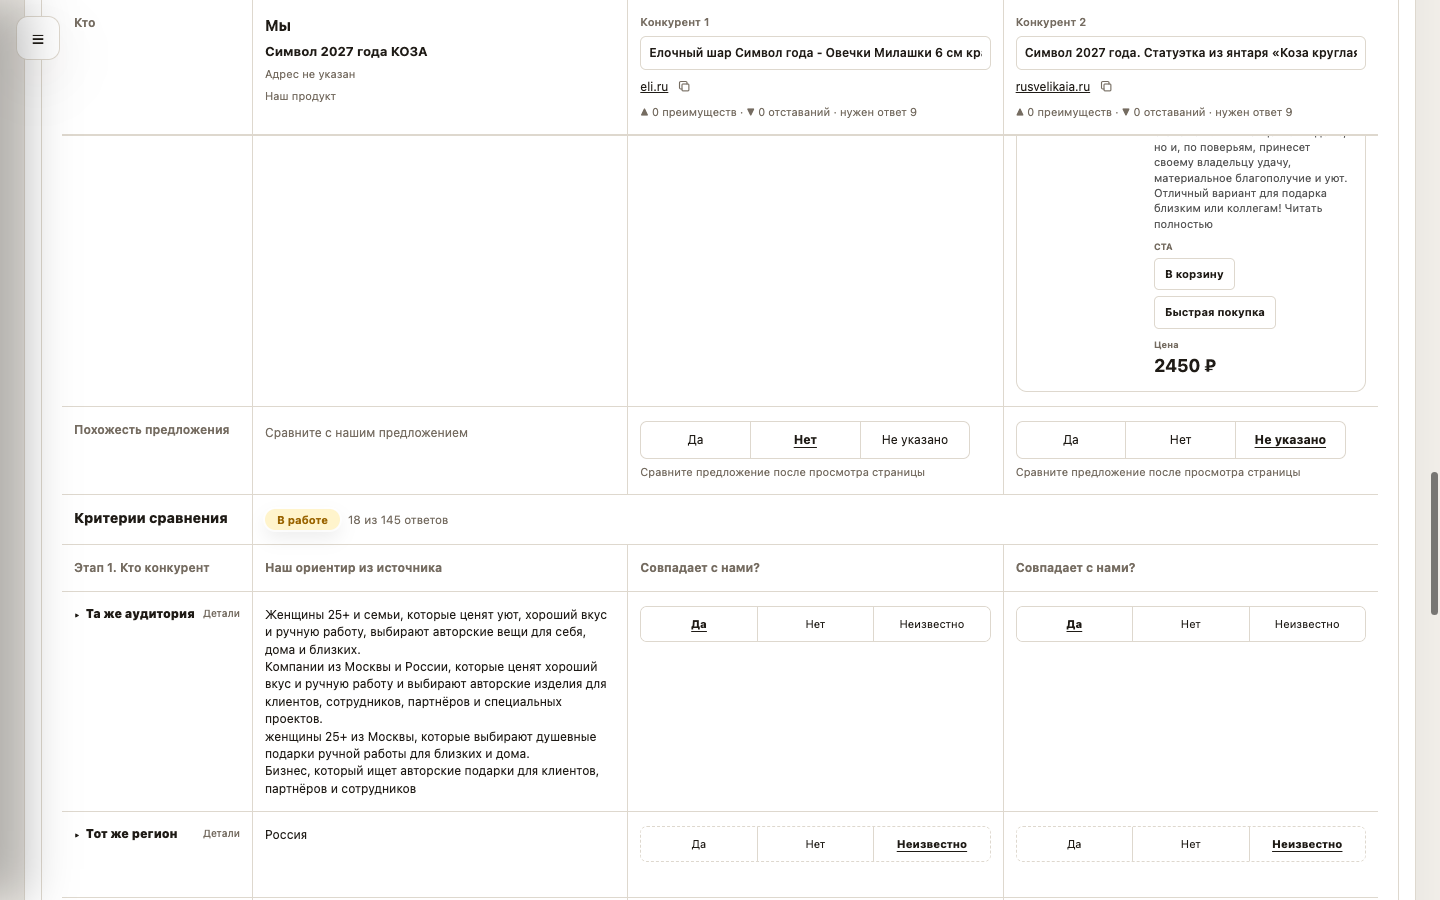 Кто
Мы
Символ 2027 года КОЗА
Адрес не указан
Наш продукт
Конкурент 1
Елочный шар Символ года - Овечки Милашки 6 см
eli.ru
▲ 0 преимуществ · ▼ 0 отставаний · нужен ответ 9
Конкурент 2
Символ 2027 года. Статуэтка из янтаря «Коза круглая
rusvelikaia.ru
▲ 0 преимуществ · ▼ 0 отставаний · нужен ответ 9
но и, по поверьям, принесет
своему владельцу удачу,
материальное благополучие и уют.
Отличный вариант для подарка
близким или коллегам! Читать
полностью
CTA
В корзину
Быстрая покупка
Цена
2450 ₽
Похожесть предложения
Сравните с нашим предложением
Да Нет Не указано
Сравните предложение после просмотра страницы
Да Нет Не указано
Сравните предложение после просмотра страницы
Критерии сравнения
В работе 18 из 145 ответов
Этап 1. Кто конкурент
Наш ориентир из источника
Совпадает с нами?
Совпадает с нами?
▸ Та же аудитория Детали
Женщины 25+ и семьи, которые ценят уют, хороший вкус
и ручную работу, выбирают авторские вещи для себя,
дома и близких.
Компании из Москвы и России, которые ценят хороший
вкус и ручную работу и выбирают авторские изделия для
клиентов, сотрудников, партнёров и специальных
проектов.
женщины 25+ из Москвы, которые выбирают душевные
подарки ручной работы для близких и дома.
Бизнес, который ищет авторские подарки для клиентов,
партнёров и сотрудников
Да Нет Неизвестно
Да Нет Неизвестно
▸ Тот же регион Детали
Россия
Да Нет Неизвестно
Да Нет Неизвестно